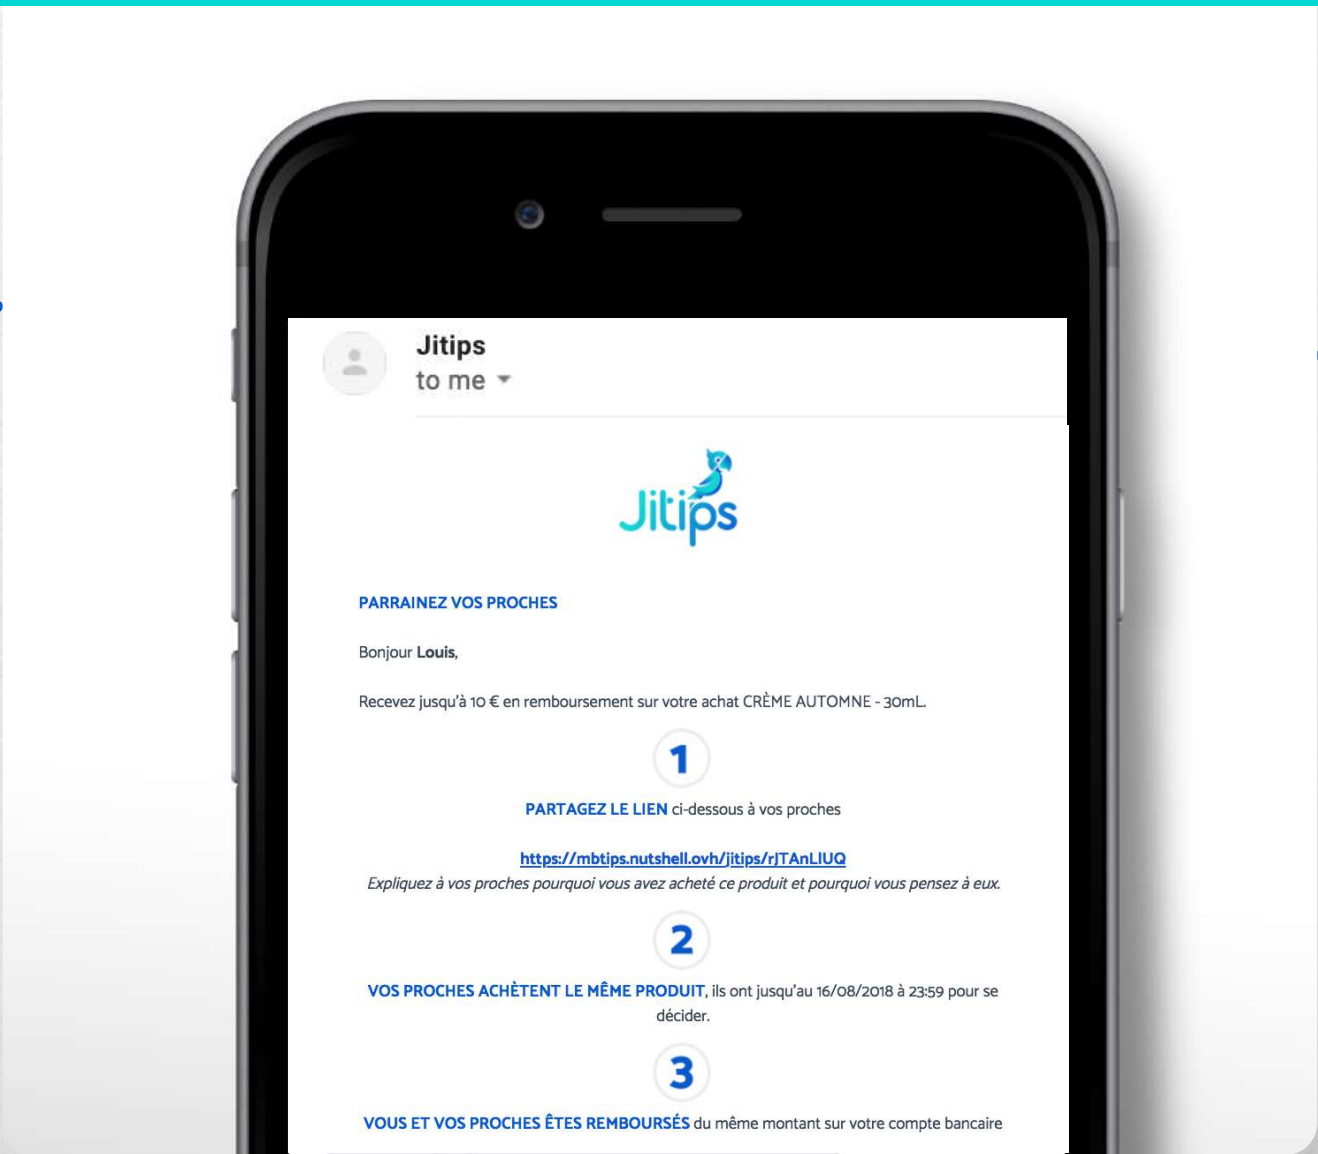 Jitips
to me
Jitips
PARRAINEZ VOS PROCHES
Bonjour Louis,
Recevez jusqu'à 10 € en remboursement sur votre achat CRÈME AUTOMNE - 30mL.
1
PARTAGEZ LE LIEN ci-dessous à vos proches
https://mbtips.nutshell.ovh/jitips/rJTAnLIUQ
Expliquez à vos proches pourquoi vous avez acheté ce produit et pourquoi vous pensez à eux.
2
VOS PROCHES ACHÈTENT LE MÊME PRODUIT, ils ont jusqu'au 16/08/2018 à 23:59 pour se
décider.
3
VOUS ET VOS PROCHES ÊTES REMBOURSÉS du même montant sur votre compte bancaire